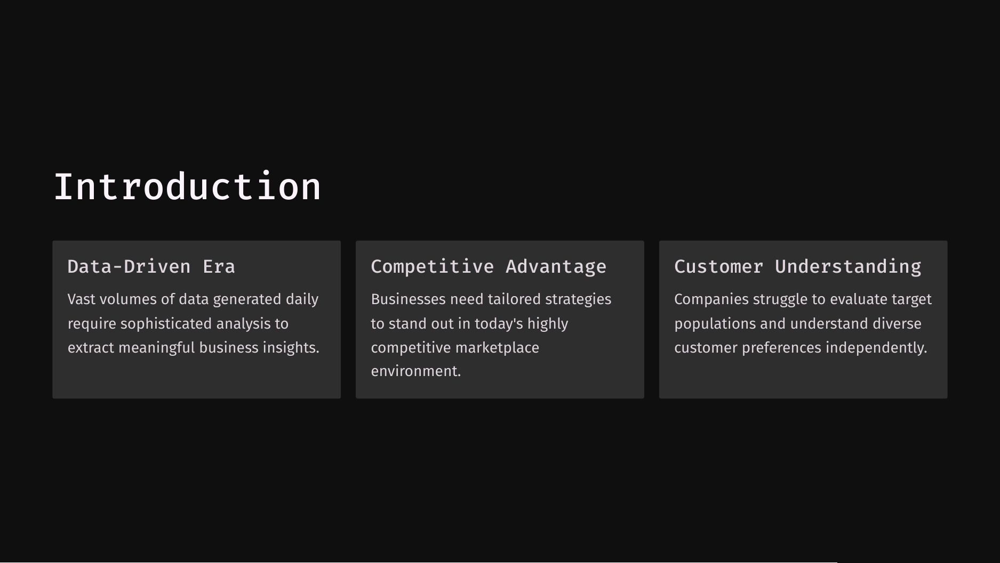 Introduction
Data-Driven Era
Vast volumes of data generated daily
require sophisticated analysis to
extract meaningful business insights.
Competitive Advantage
Businesses need tailored strategies
to stand out in today's highly
competitive marketplace
environment.
Customer Understanding
Companies struggle to evaluate target
populations and understand diverse
customer preferences independently.